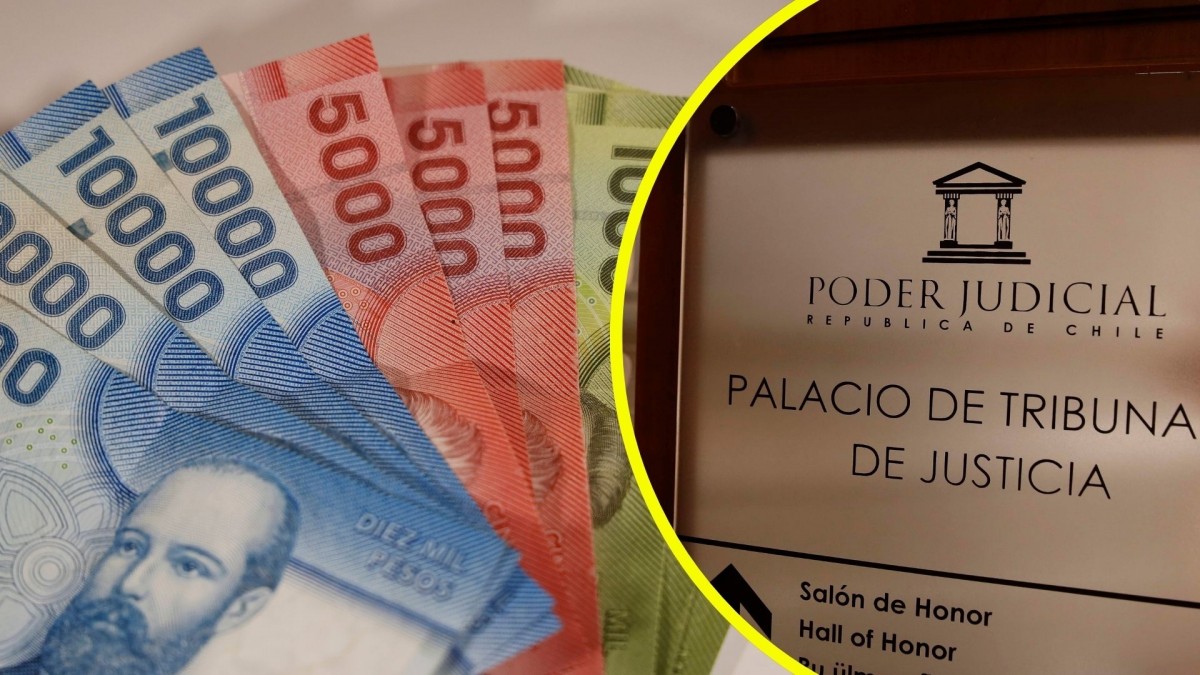 10000
10000
5000
5000
5000
DIEZ MIL
PESOS
MIL
PODER JUDICIAL
REPUBLICA DE CHILE
PALACIO DE TRIBUNA
DE JUSTICIA
Salón de Honor
Hall of Honor